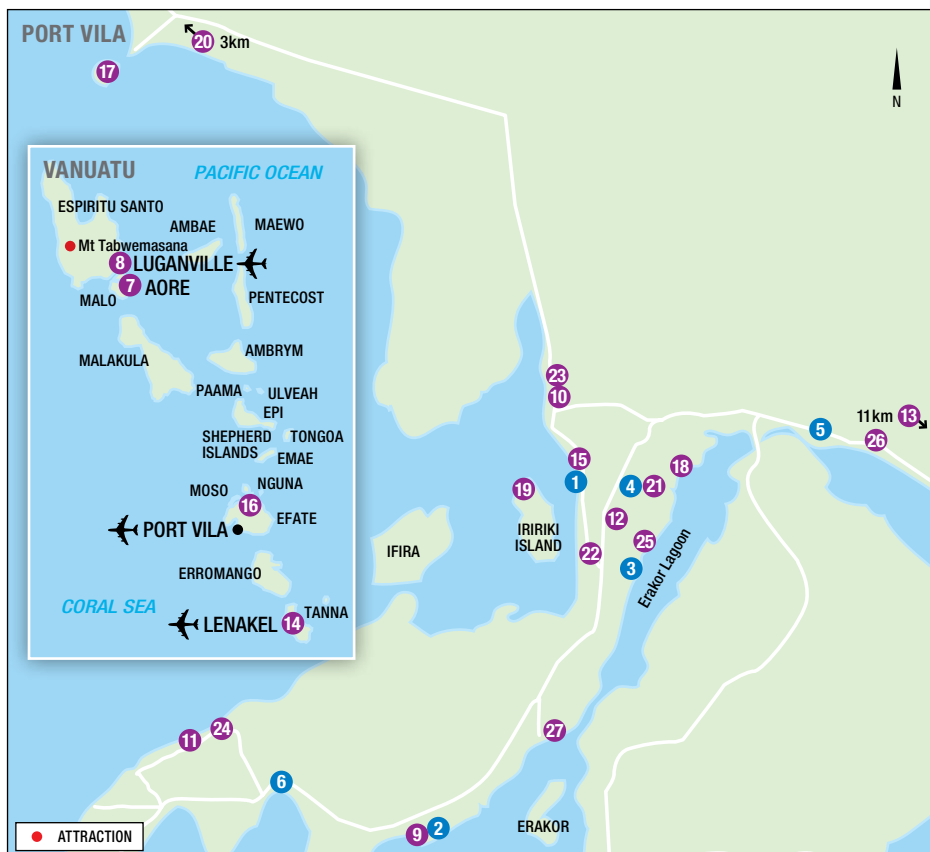 PORT VILA
20 3km
17
N
VANUATU
PACIFIC OCEAN
ESPIRITU SANTO
AMBAE
MAEWO
Mt Tabwemasana
8 LUGANVILLE
7 AORE
MALO
PENTECOST
MALAKULA
AMBRYM
PAAMA
ULVEAH
EPI
SHEPHERD
ISLANDS
TONGOA
EMAE
MOSO
NGUNA
16
EFATE
PORT VILA
ERROMANGO
CORAL SEA
TANNA
LENAKEL 14
23
10
11km 13
5
26
15
1
18
4
21
19
12
IRIRIKI
ISLAND
IFIRA
25
22
3
Erakor Lagoon
24
11
27
6
9
2
ERAKOR
ATTRACTION